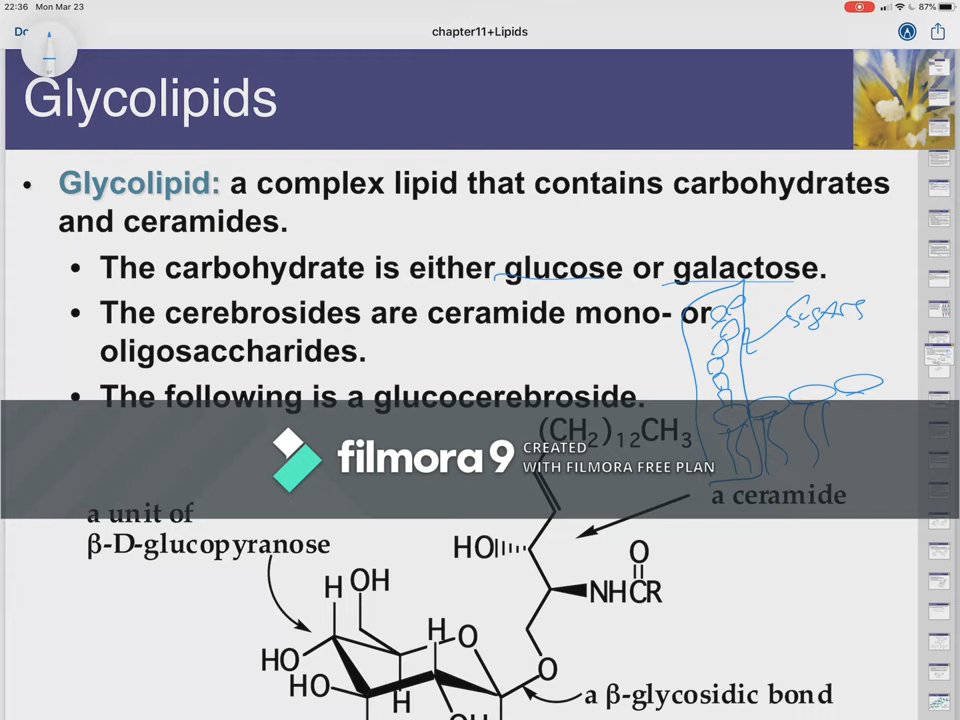 22:36 Mon Mar 23
87%
chapter11+Lipids
Glycolipids
• Glycolipid: a complex lipid that contains carbohydrates
and ceramides.
• The carbohydrate is either glucose or galactose.
• The cerebrosides are ceramide mono- or
oligosaccharides.
sugars
• The following is a glucocerebroside.
(CH2)12CH3
filmora9 CREATED
WITH FILMORA FREE PLAN
a ceramide
a unit of
β-D-glucopyranose
HO
O
NHCR
H OH
H O
HO
HO
O
H
a β-glycosidic bond
OH